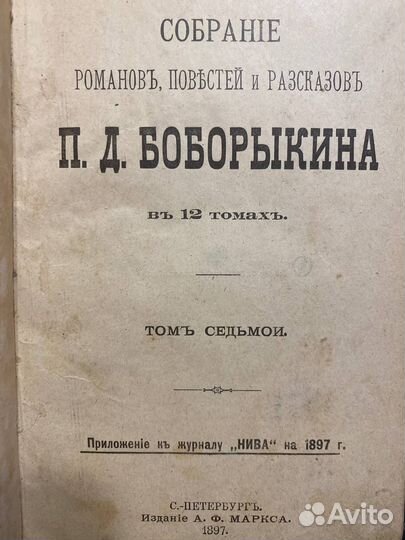 СОБРАНІЕ
РОМАНОВЪ, ПОВѢСТЕЙ и РАЗСКАЗОВЪ
П. Д. БОБОРЫКИНА
въ 12 томахъ.
ТОМЪ СЕДЬМОЙ.
Приложеніе къ журналу „НИВА“ на 1897 г.
С.-ПЕТЕРБУРГЪ.
Изданіе А. Ф. МАРКСА.
1897.
Avito